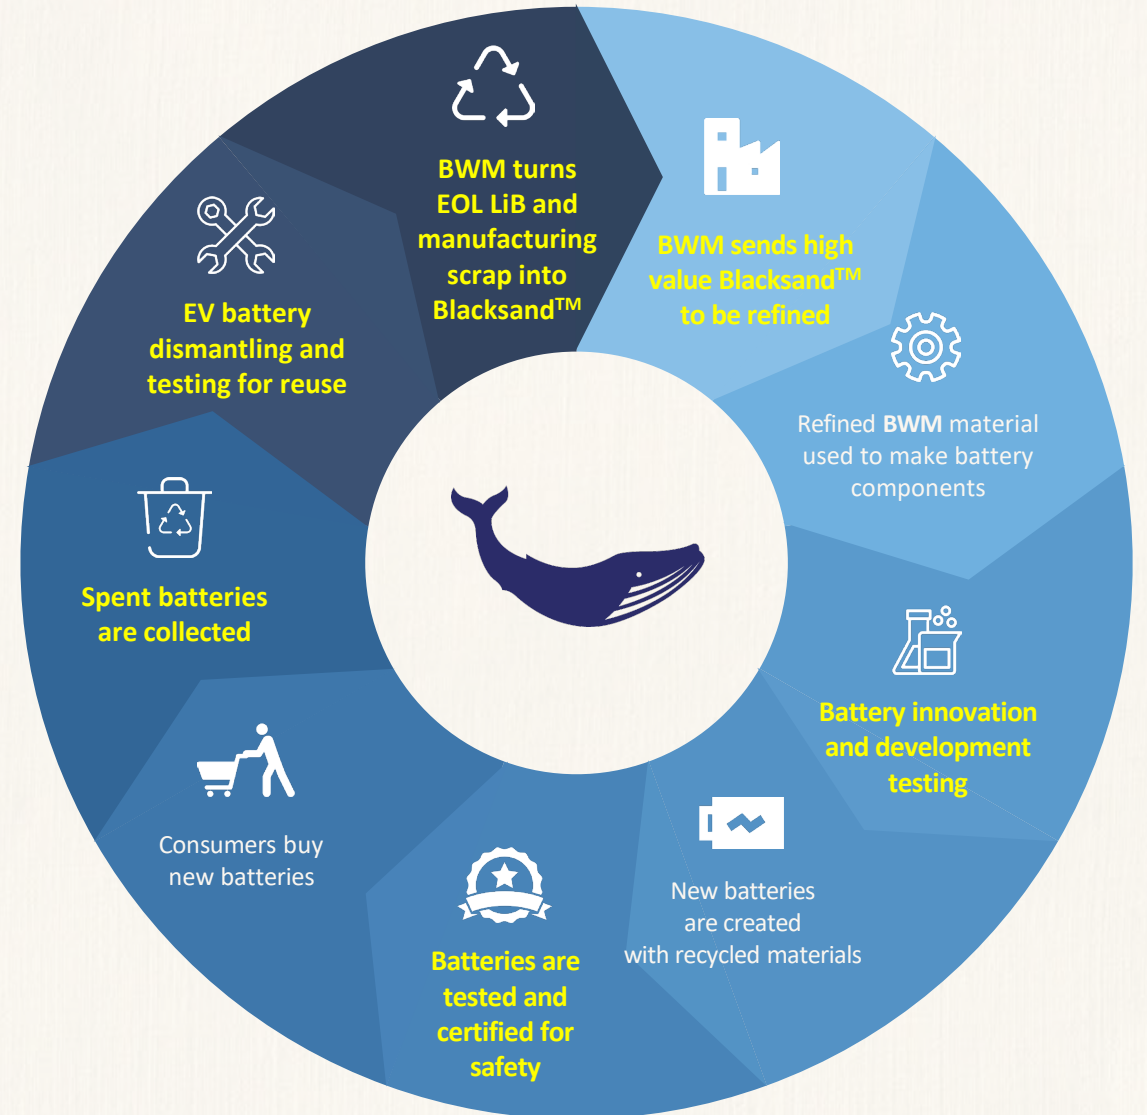 BWM turns
EOL LiB and
manufacturing
scrap into
Blacksand™
BWM sends high
value Blacksand™
to be refined
Refined BWM material
used to make battery
components
Battery innovation
and development
testing
New batteries
are created
with recycled materials
Batteries are
tested and
certified for
safety
Consumers buy
new batteries
Spent batteries
are collected
EV battery
dismantling and
testing for reuse